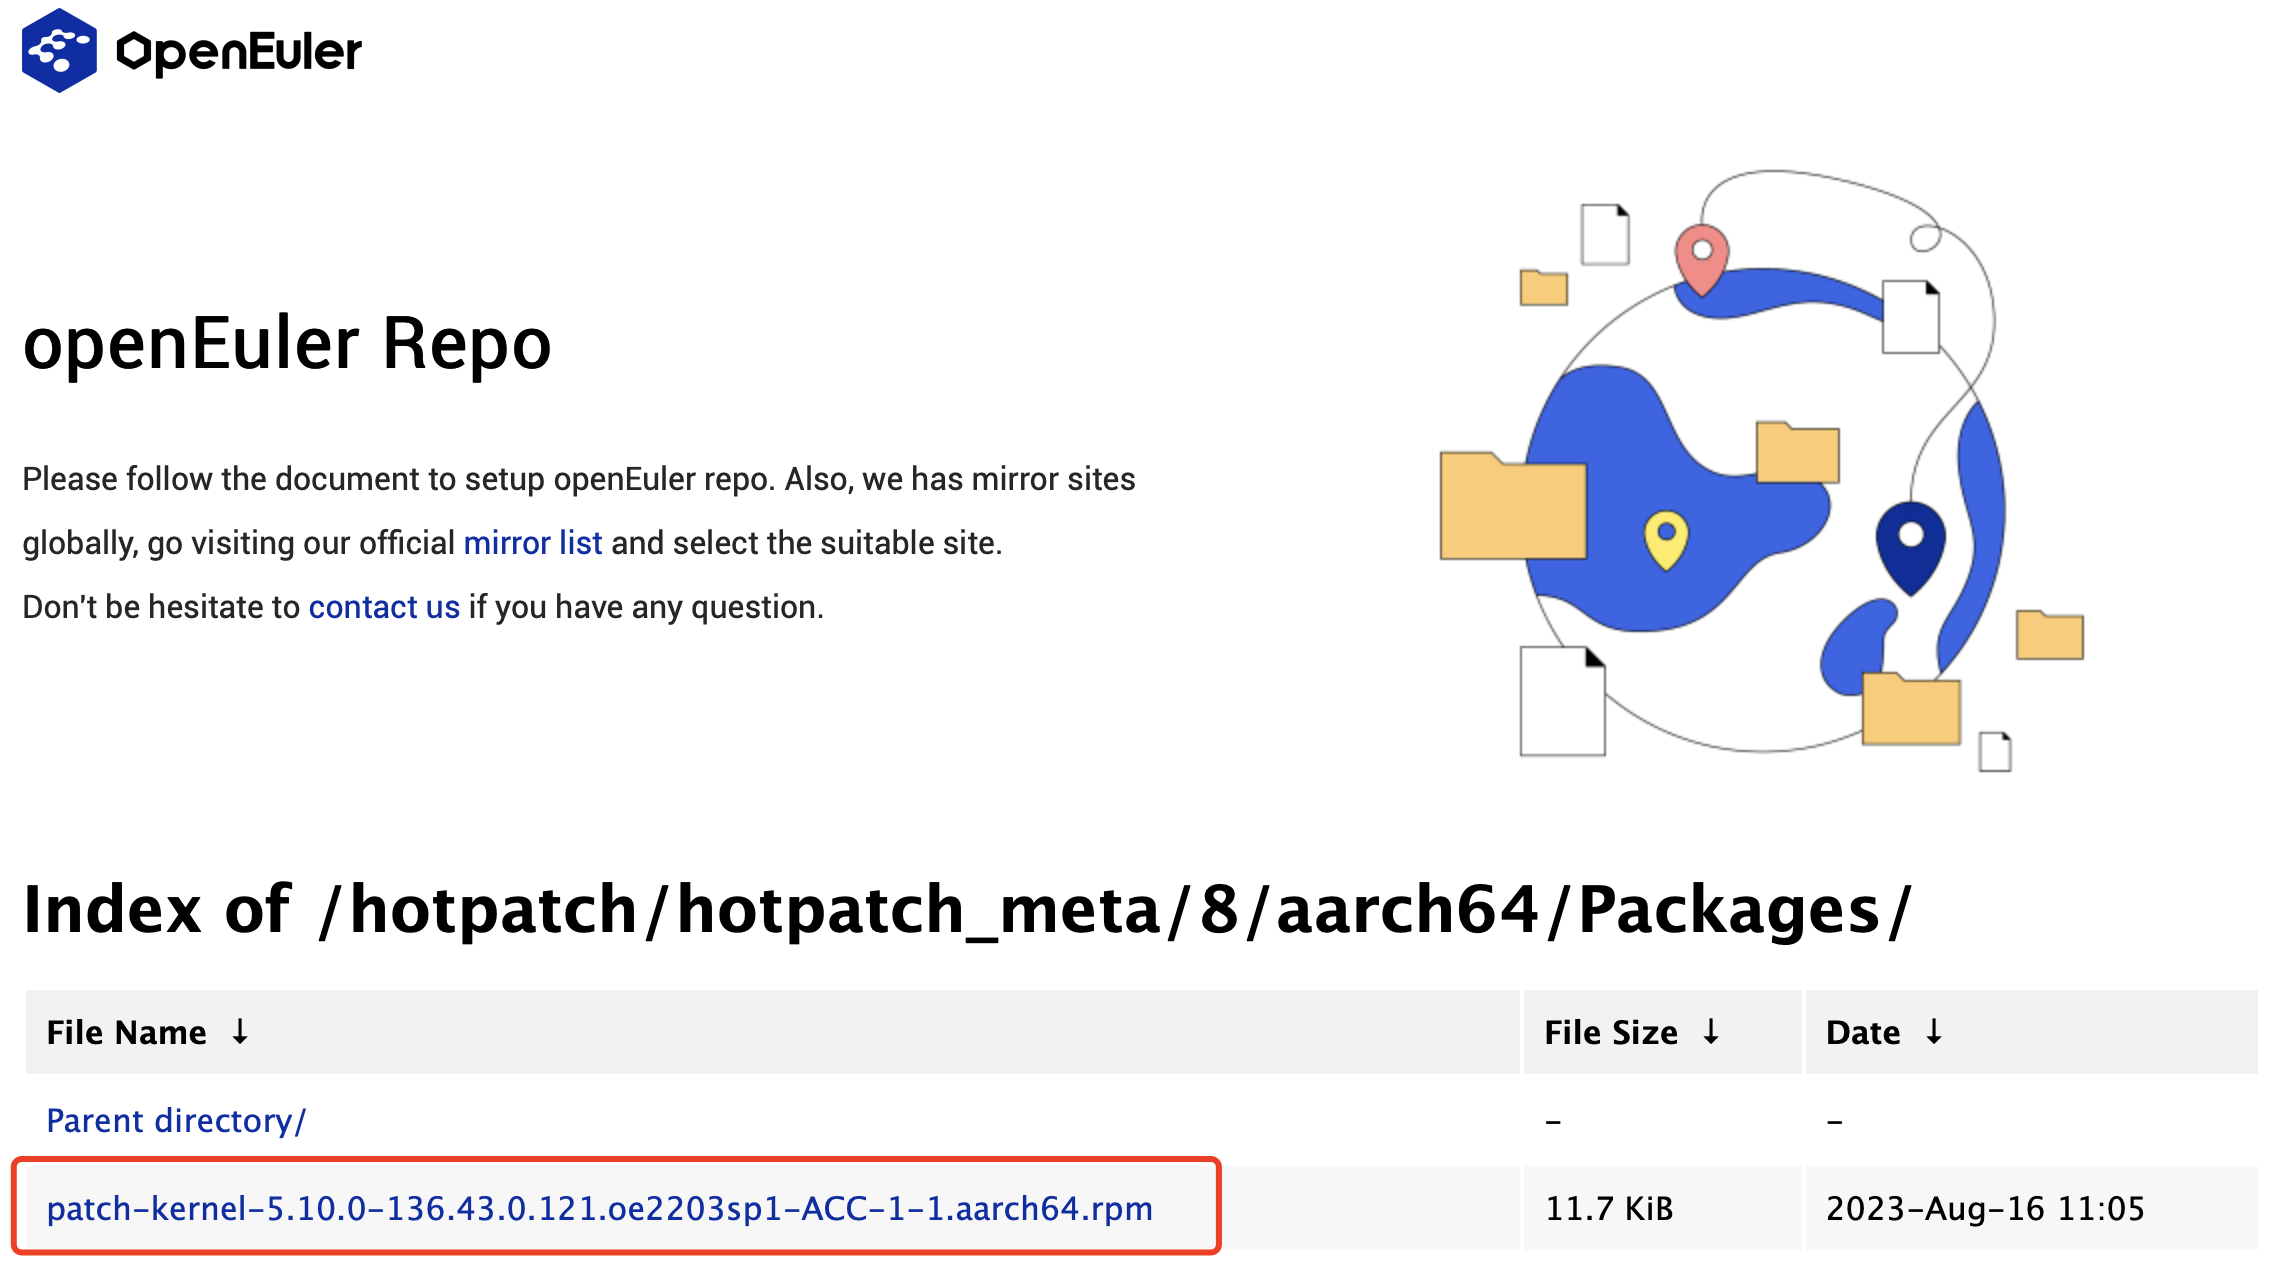 OpenEuler
openEuler Repo
Please follow the document to setup openEuler repo. Also, we has mirror sites
globally, go visiting our official mirror list and select the suitable site.
Don't be hesitate to contact us if you have any question.
Index of /hotpatch/hotpatch_meta/8/aarch64/Packages/
File Name ↓ File Size ↓ Date ↓
Parent directory/ - -
patch-kernel-5.10.0-136.43.0.121.oe2203sp1-ACC-1-1.aarch64.rpm 11.7 KiB 2023-Aug-16 11:05